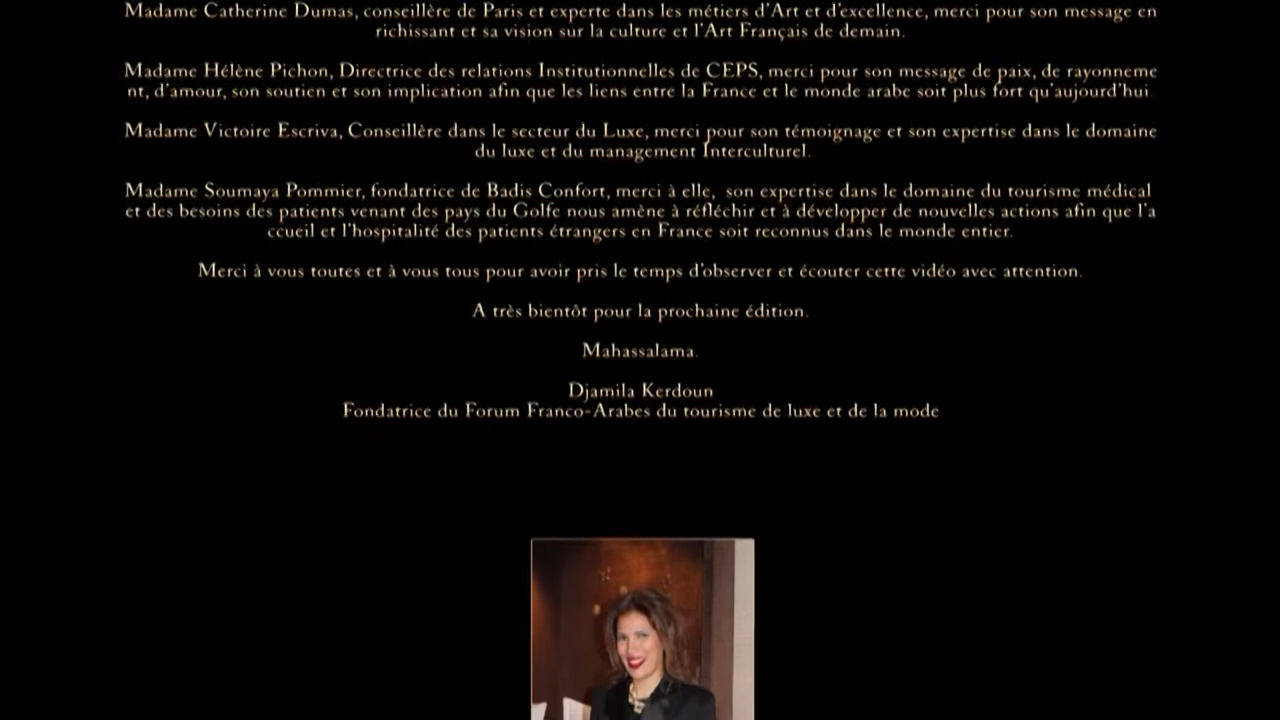 Madame Catherine Dumas, conseillère de Paris et experte dans les métiers d'Art et d'excellence, merci pour son message en
richissant et sa vision sur la culture et l'Art Français de demain.
Madame Hélène Pichon, Directrice des relations Institutionnelles de CEPS, merci pour son message de paix, de rayonneme
nt, d'amour, son soutien et son implication afin que les liens entre la France et le monde arabe soit plus fort qu'aujourd'hui.
Madame Victoire Escriva, Conseillère dans le secteur du Luxe, merci pour son témoignage et son expertise dans le domaine
du luxe et du management Interculturel.
Madame Soumaya Pommier, fondatrice de Badis Confort, merci à elle, son expertise dans le domaine du tourisme médical
et des besoins des patients venant des pays du Golfe nous amène à réfléchir et à développer de nouvelles actions afin que l'a
ccueil et l'hospitalité des patients étrangers en France soit reconnus dans le monde entier.
Merci à vous toutes et à vous tous pour avoir pris le temps d'observer et écouter cette vidéo avec attention.
A très bientôt pour la prochaine édition.
Mahassalama.
Djamila Kerdoun
Fondatrice du Forum Franco-Arabes du tourisme de luxe et de la mode